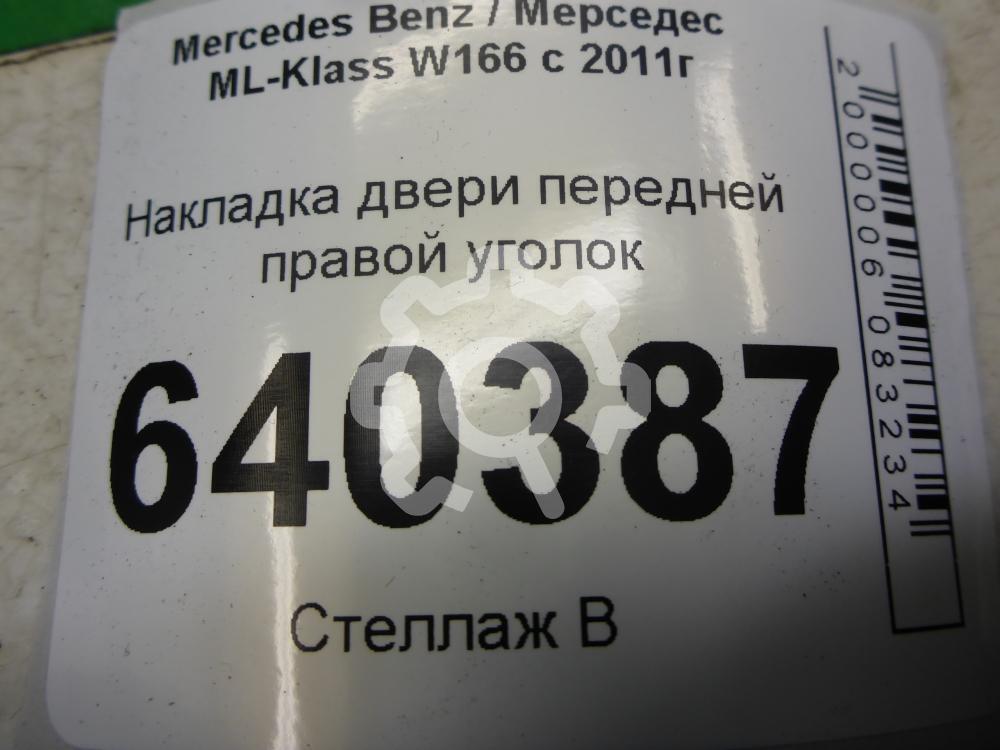 Mercedes Benz / Мерседес
ML-Klass W166 с 2011г
Накладка двери передней
правой уголок
640387
Стеллаж В
2000006083234